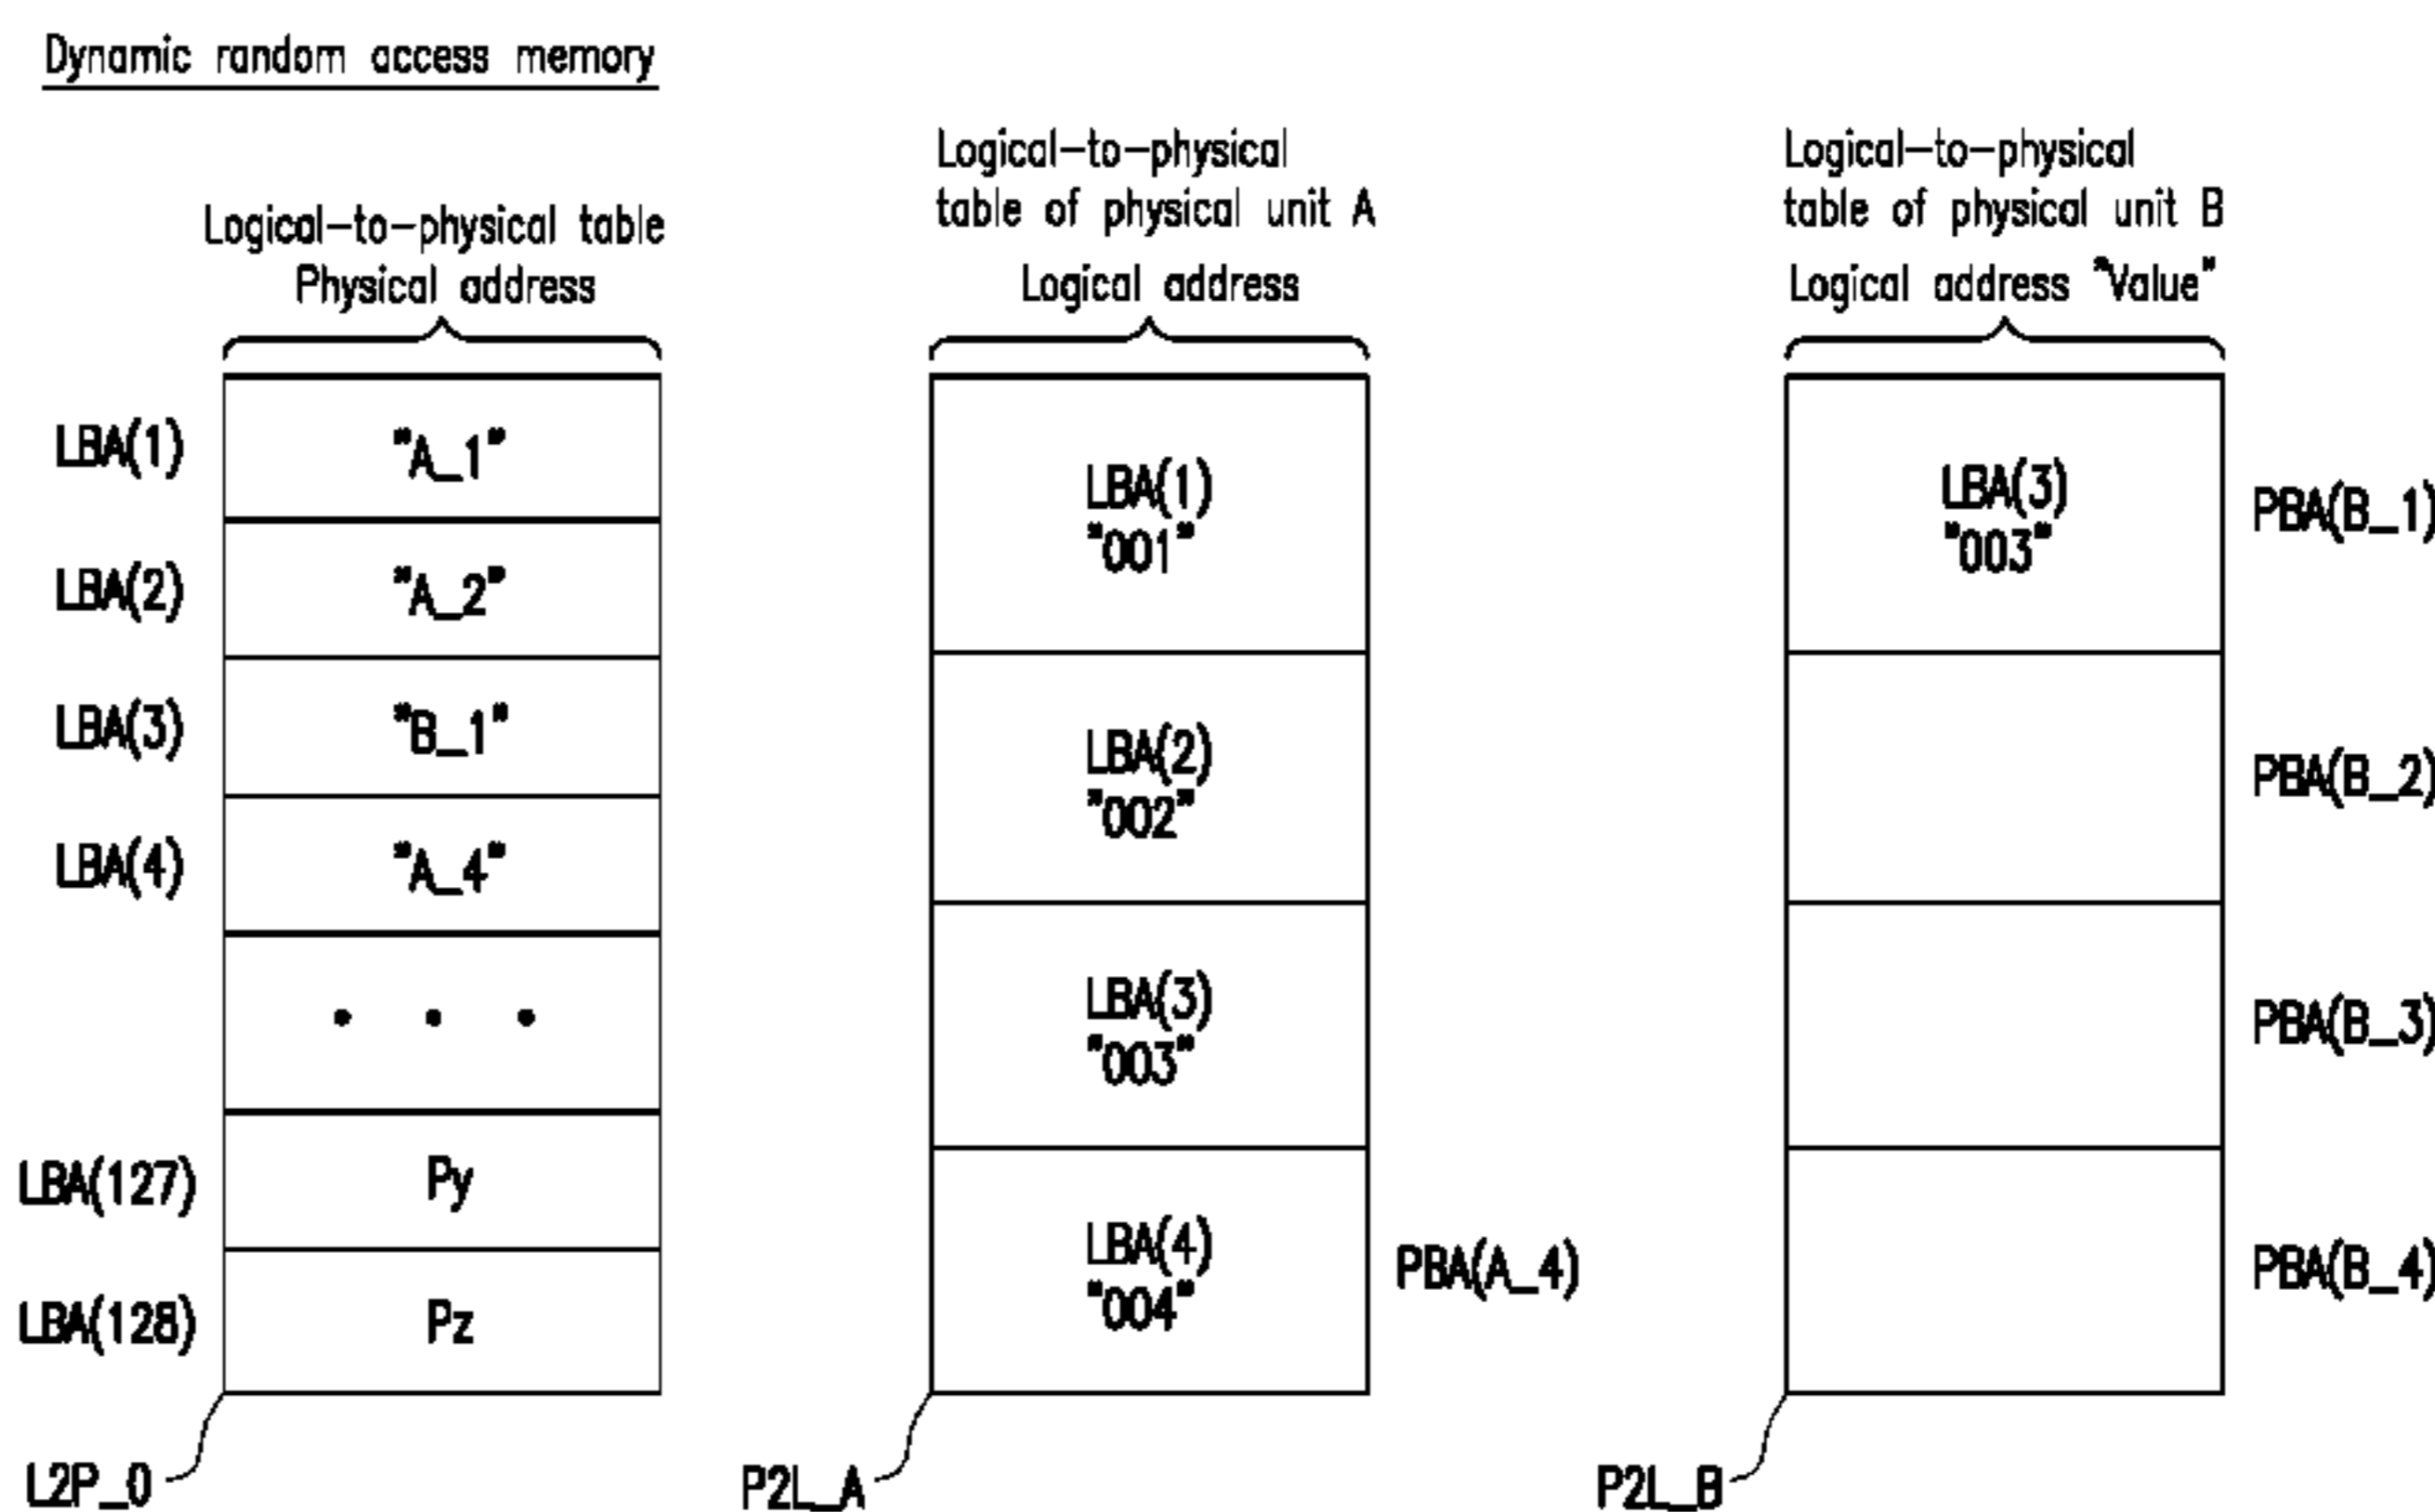 Dynamic random access memory
Logical-to-physical table
Physical address
LBA(1)
"A_1"
LBA(2)
"A_2"
LBA(3)
"B_1"
LBA(4)
"A_4"
• • •
LBA(127)
Py
LBA(128)
Pz
L2P_0
Logical-to-physical
table of physical unit A
Logical address
LBA(1)
"001"
LBA(2)
"002"
LBA(3)
"003"
LBA(4)
"004"
PBA(A_4)
P2L_A
Logical-to-physical
table of physical unit B
Logical address "Value"
LBA(3)
"003"
PBA(B_1)
PBA(B_2)
PBA(B_3)
PBA(B_4)
P2L_B